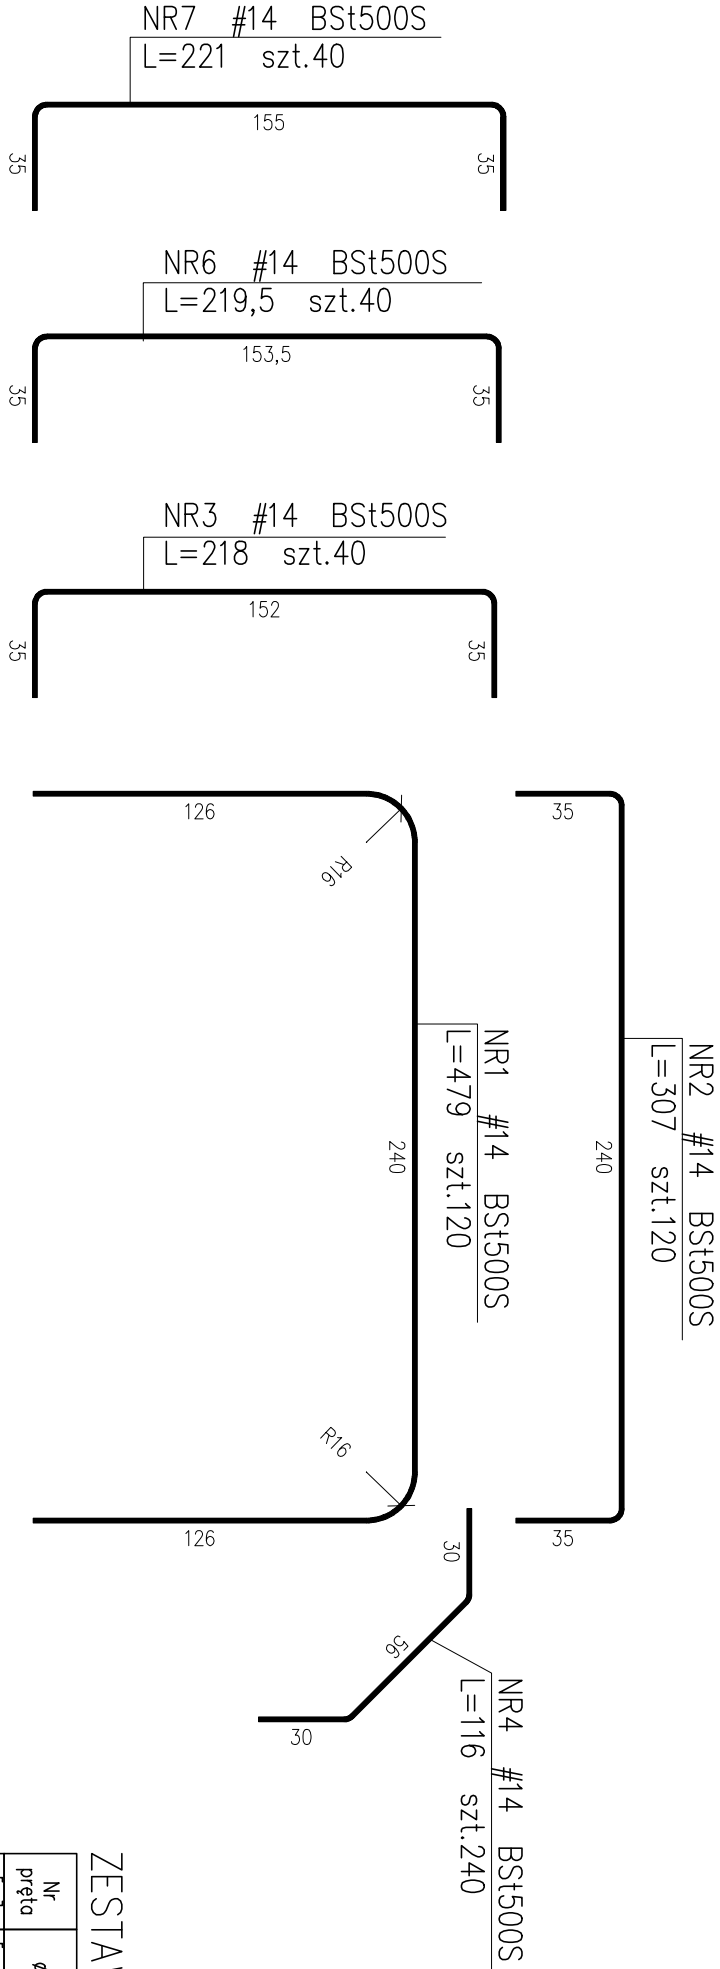 NR7 #14 BSt500S
L=221 szt.40
155
35
35
NR6 #14 BSt500S
L=219,5 szt.40
153,5
35
35
NR3 #14 BSt500S
L=218 szt.40
152
35
35
126
R16
NR1 #14 BSt500S
L=479 szt.120
240
R16
126
35
NR2 #14 BSt500S
L=307 szt.120
240
35
30
56
30
NR4 #14 BSt500S
L=116 szt.240
Nr
pręta